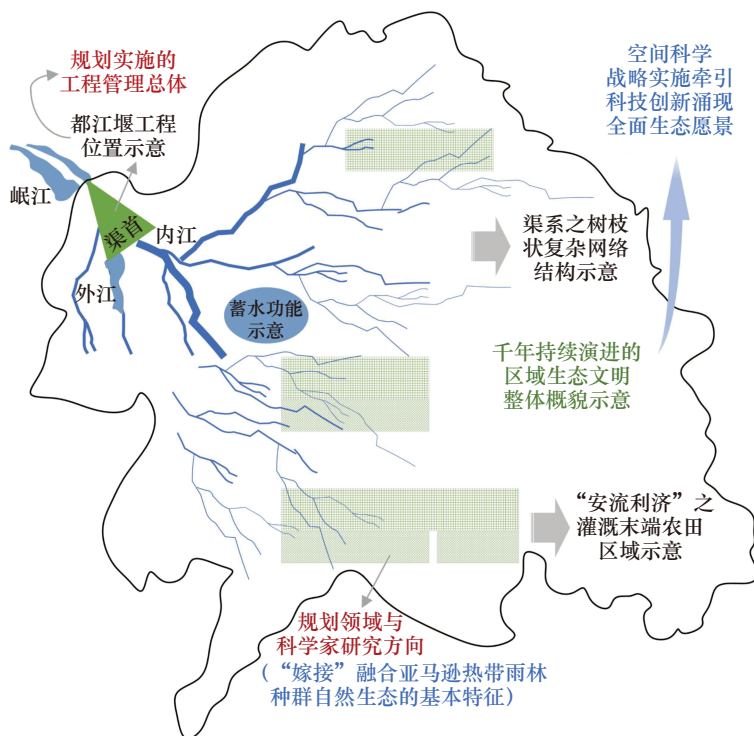 规划实施的
工程管理总体
都江堰工程
位置示意
岷江
渠首
内江
外江
蓄水功能
示意
空间科学
战略实施牵引
科技创新涌现
全面生态愿景
渠系之树枝
状复杂网络
结构示意
千年持续演进的
区域生态文明
整体概貌示意
“安流利济”之
灌溉末端农田
区域示意
规划领域与
科学家研究方向
(“嫁接”融合亚马逊热带雨林
种群自然生态的基本特征)